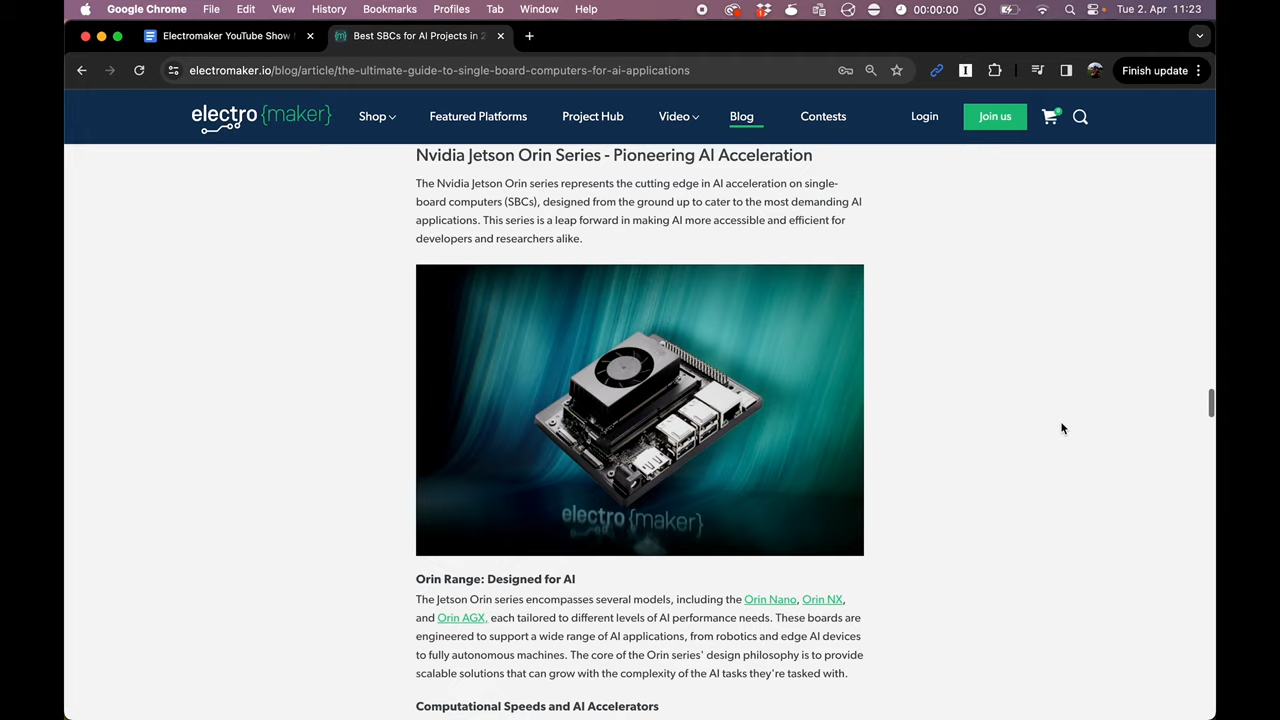 Google Chrome File Edit View History Bookmarks Profiles Tab Window Help 00:00:00 Tue 2. Apr 11:23
Electromaker YouTube Show Best SBCs for AI Projects in 2
electromaker.io/blog/article/the-ultimate-guide-to-single-board-computers-for-ai-applications Finish update
electro {maker} Shop Featured Platforms Project Hub Video Blog Contests Login Join us 0
Nvidia Jetson Orin Series - Pioneering AI Acceleration
The Nvidia Jetson Orin series represents the cutting edge in AI acceleration on single-
board computers (SBCs), designed from the ground up to cater to the most demanding AI
applications. This series is a leap forward in making AI more accessible and efficient for
developers and researchers alike.
electro {maker}
Orin Range: Designed for AI
The Jetson Orin series encompasses several models, including the Orin Nano, Orin NX,
and Orin AGX, each tailored to different levels of AI performance needs. These boards are
engineered to support a wide range of AI applications, from robotics and edge AI devices
to fully autonomous machines. The core of the Orin series' design philosophy is to provide
scalable solutions that can grow with the complexity of the AI tasks they're tasked with.
Computational Speeds and AI Accelerators